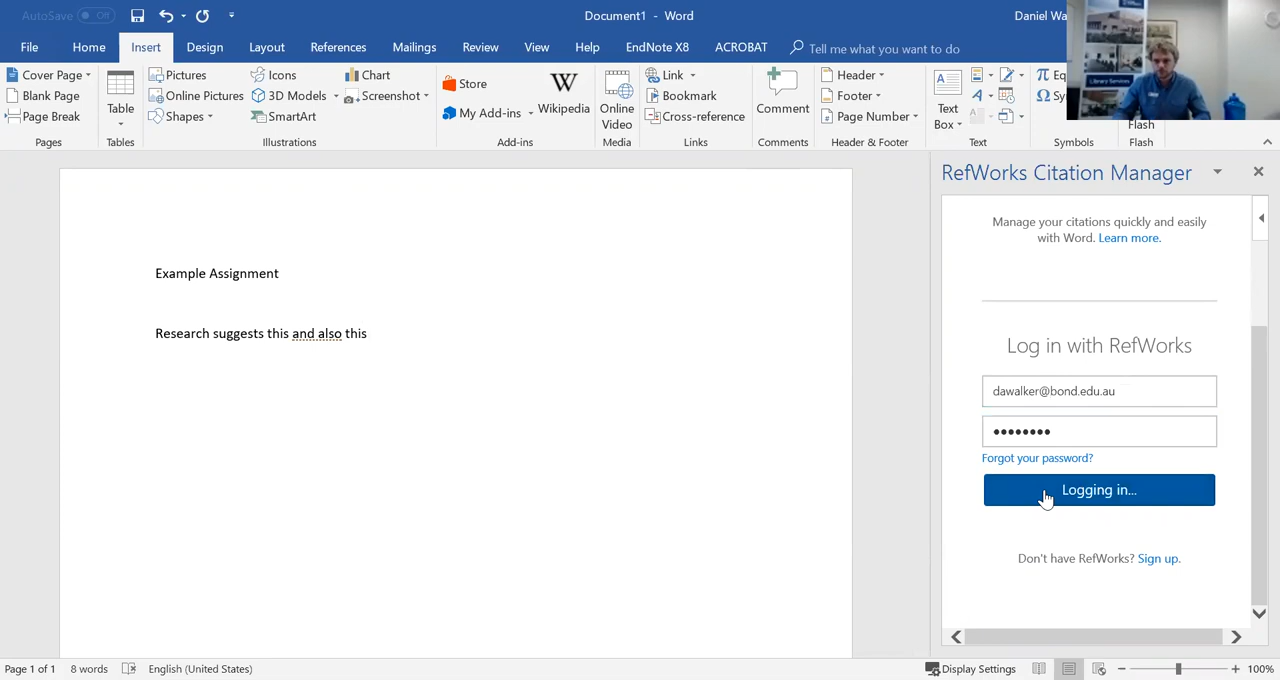 AutoSave Off
Document1 - Word
Daniel Wa
File Home Insert Design Layout References Mailings Review View Help EndNote X8 ACROBAT Tell me what you want to do
Cover Page
Blank Page
Page Break
Pages
Table
Tables
Pictures
Online Pictures
Shapes
Icons
3D Models
SmartArt
Chart
Screenshot
Illustrations
Store
My Add-ins
W
Wikipedia
Add-ins
Online
Video
Media
Link
Bookmark
Cross-reference
Links
Comment
Comments
Header
Footer
Page Number
Header & Footer
A
Text
Box
Text
π Eq
Ω Sy
Symbols
Flash
Flash
Library Services
RefWorks Citation Manager
Manage your citations quickly and easily
with Word. Learn more.
Log in with RefWorks
dawalker@bond.edu.au
Forgot your password?
Logging in...
Don't have RefWorks? Sign up.
Example Assignment
Research suggests this and also this
Page 1 of 1 8 words English (United States)
Display Settings
100%